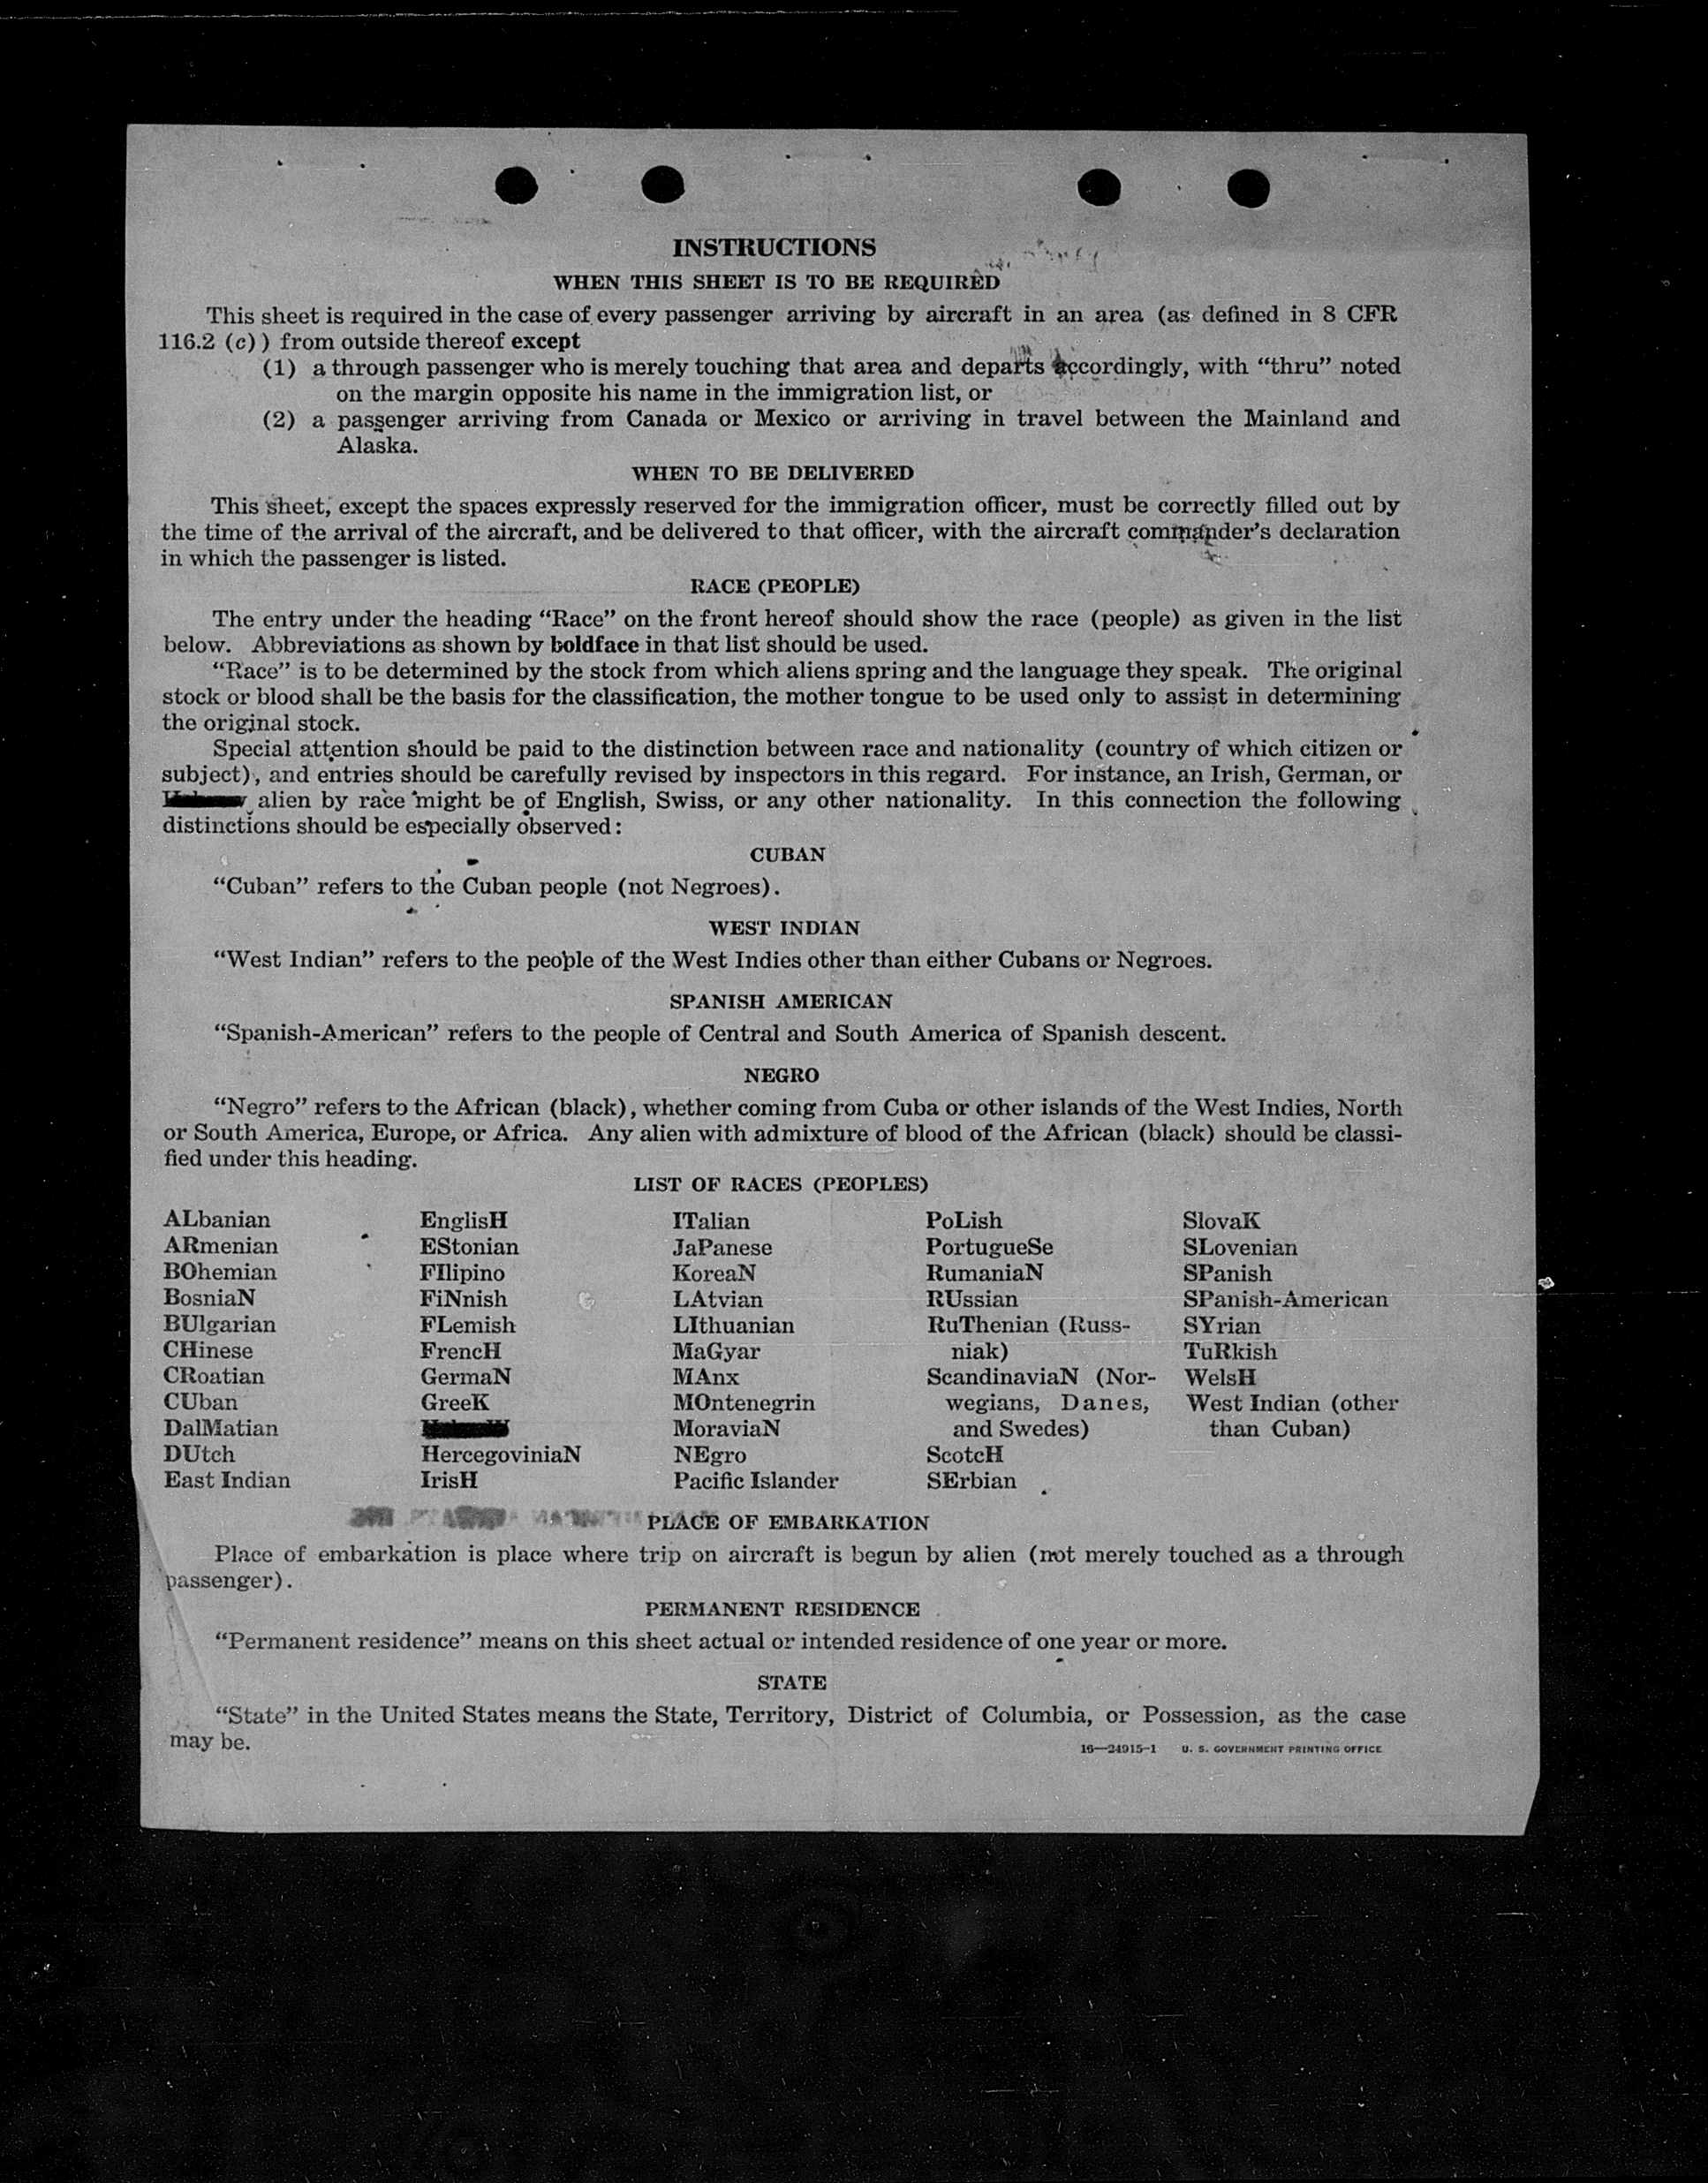 INSTRUCTIONS
WHEN THIS SHEET IS TO BE REQUIRED
This sheet is required in the case of every passenger arriving by aircraft in an area (as defined in 8 CFR
116.2 (c)) from outside thereof except
(1) a through passenger who is merely touching that area and departs accordingly, with “thru” noted
on the margin opposite his name in the immigration list, or
(2) a passenger arriving from Canada or Mexico or arriving in travel between the Mainland and
Alaska.
WHEN TO BE DELIVERED
This sheet, except the spaces expressly reserved for the immigration officer, must be correctly filled out by
the time of the arrival of the aircraft, and be delivered to that officer, with the aircraft commander’s declaration
in which the passenger is listed.
RACE (PEOPLE)
The entry under the heading “Race” on the front hereof should show the race (people) as given in the list
below. Abbreviations as shown by boldface in that list should be used.
“Race” is to be determined by the stock from which aliens spring and the language they speak. The original
stock or blood shall be the basis for the classification, the mother tongue to be used only to assist in determining
the original stock.
Special attention should be paid to the distinction between race and nationality (country of which citizen or
subject), and entries should be carefully revised by inspectors in this regard. For instance, an Irish, German, or
alien by race might be of English, Swiss, or any other nationality. In this connection the following
distinctions should be especially observed:
CUBAN
“Cuban” refers to the Cuban people (not Negroes).
WEST INDIAN
“West Indian” refers to the people of the West Indies other than either Cubans or Negroes.
SPANISH AMERICAN
“Spanish-American” refers to the people of Central and South America of Spanish descent.
NEGRO
“Negro” refers to the African (black), whether coming from Cuba or other islands of the West Indies, North
or South America, Europe, or Africa. Any alien with admixture of blood of the African (black) should be classi-
fied under this heading.
LIST OF RACES (PEOPLES)
ALbanian
ARmenian
BOhemian
BosniaN
BUlgarian
CHinese
CRoatian
CUban
DalMatian
DUtch
East Indian
EnglisH
EStonian
FIlipino
FiNnish
FLemish
FrencH
GermaN
GreeK
HercegoviniaN
IrisH
ITalian
JaPanese
KoreaN
LAtvian
LIthuanian
MaGyar
MAnx
MOntenegrin
MoraviaN
NEgro
Pacific Islander
PoLish
PortugueSe
RumaniaN
RUssian
RuThenian (Russ-
niak)
ScandinaviaN (Nor-
wegians, Danes,
and Swedes)
ScotcH
SErbian
SlovaK
SLovenian
SPanish
SPanish-American
SYrian
TuRkish
WelsH
West Indian (other
than Cuban)
PLACE OF EMBARKATION
Place of embarkation is place where trip on aircraft is begun by alien (not merely touched as a through
passenger).
PERMANENT RESIDENCE
“Permanent residence” means on this sheet actual or intended residence of one year or more.
STATE
“State” in the United States means the State, Territory, District of Columbia, or Possession, as the case
may be.
16—24915-1 U. S. GOVERNMENT PRINTING OFFICE